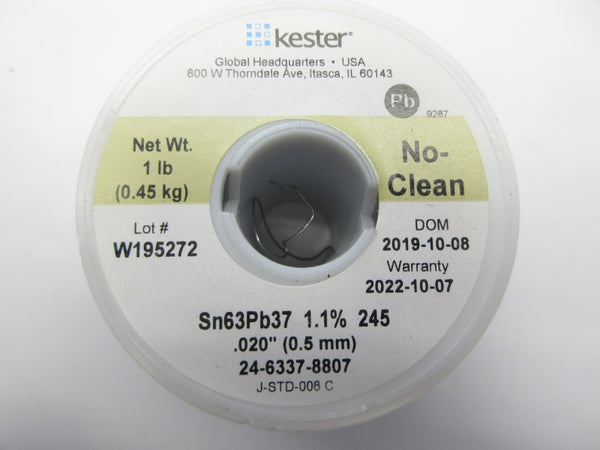 kester®
Global Headquarters • USA
800 W Thorndale Ave, Itasca, IL 60143
Pb
9287
Net Wt.
1 lb
(0.45 kg)
No-
Clean
Lot #
W195272
DOM
2019-10-08
Warranty
2022-10-07
Sn63Pb37 1.1% 245
.020" (0.5 mm)
24-6337-8807
J-STD-006 C